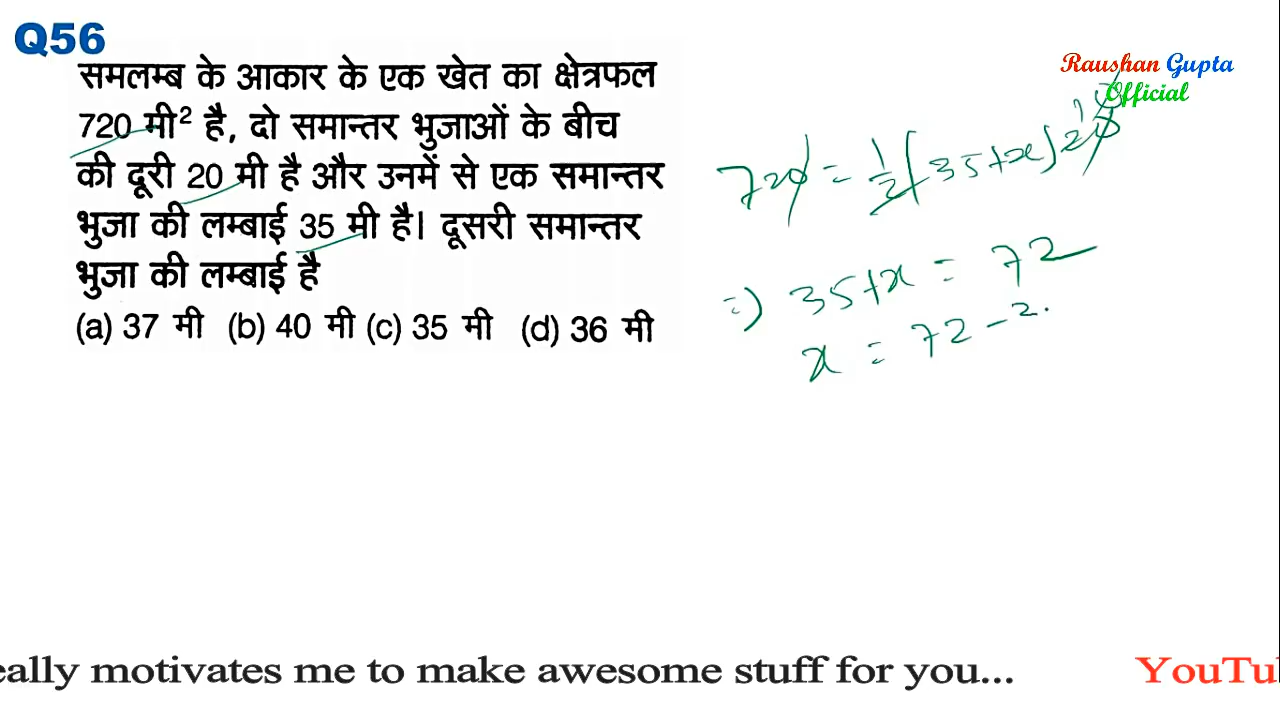 Q56
समलम्ब के आकार के एक खेत का क्षेत्रफल
720 मी² है, दो समान्तर भुजाओं के बीच
की दूरी 20 मी है और उनमें से एक समान्तर
भुजा की लम्बाई 35 मी है। दूसरी समान्तर
भुजा की लम्बाई है
(a) 37 मी (b) 40 मी (c) 35 मी (d) 36 मी
Raushan Gupta
Official
720 = 1/2 (35+x) 20
=) 35+x = 72
x = 72 -
eally motivates me to make awesome stuff for you...
YouTu